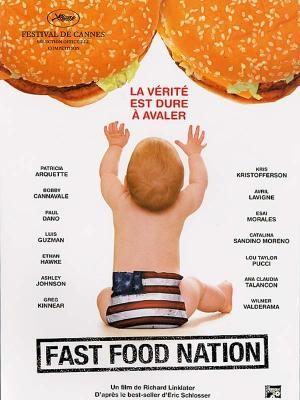 FESTIVAL DE CANNES
SELECTION OFFICIELLE
COMPETITION
LA VÉRITÉ
EST DURE
À AVALER
PATRICIA
ARQUETTE
BOBBY
CANNAVALE
PAUL
DANO
LUIS
GUZMAN
ETHAN
HAWKE
ASHLEY
JOHNSON
GREG
KINNEAR
KRIS
KRISTOFFERSON
AVRIL
LAVIGNE
ESAI
MORALES
CATALINA
SANDINO MORENO
LOU TAYLOR
PUCCI
ANA CLAUDIA
TALANCON
WILMER
VALDERAMA
FAST FOOD NATION
Un film de Richard Linklater
D'après le best-seller d'Eric Schlosser